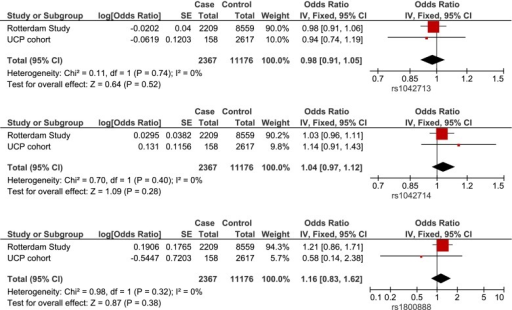 Case Control Odds Ratio Odds Ratio
Study or Subgroup log[Odds Ratio] SE Total Total Weight IV, Fixed, 95% CI IV, Fixed, 95% CI
Rotterdam Study -0.0202 0.04 2209 8559 90.0% 0.98 [0.91, 1.06]
UCP cohort -0.0619 0.1203 158 2617 10.0% 0.94 [0.74, 1.19]
Total (95% CI) 2367 11176 100.0% 0.98 [0.91, 1.05]
Heterogeneity: Chi² = 0.11, df = 1 (P = 0.74); I² = 0%
Test for overall effect: Z = 0.64 (P = 0.52)
0.7 1 1.5
rs1042713
Case Control Odds Ratio Odds Ratio
Study or Subgroup log[Odds Ratio] SE Total Total Weight IV, Fixed, 95% CI IV, Fixed, 95% CI
Rotterdam Study 0.0295 0.0382 2209 8559 90.2% 1.03 [0.96, 1.11]
UCP cohort 0.131 0.1156 158 2617 9.8% 1.14 [0.91, 1.43]
Total (95% CI) 2367 11176 100.0% 1.04 [0.97, 1.12]
Heterogeneity: Chi² = 0.70, df = 1 (P = 0.40); I² = 0%
Test for overall effect: Z = 1.09 (P = 0.28)
0.7 1 1.5
rs1042714
Case Control Odds Ratio Odds Ratio
Study or Subgroup log[Odds Ratio] SE Total Total Weight IV, Fixed, 95% CI IV, Fixed, 95% CI
Rotterdam Study 0.1906 0.1765 2209 8559 94.3% 1.21 [0.86, 1.71]
UCP cohort -0.5447 0.7203 158 2617 5.7% 0.58 [0.14, 2.38]
Total (95% CI) 2367 11176 100.0% 1.16 [0.83, 1.62]
Heterogeneity: Chi² = 0.98, df = 1 (P = 0.32); I² = 0%
Test for overall effect: Z = 0.87 (P = 0.38)
0.1 0.2 0.5 1 2 5 10
rs1800888